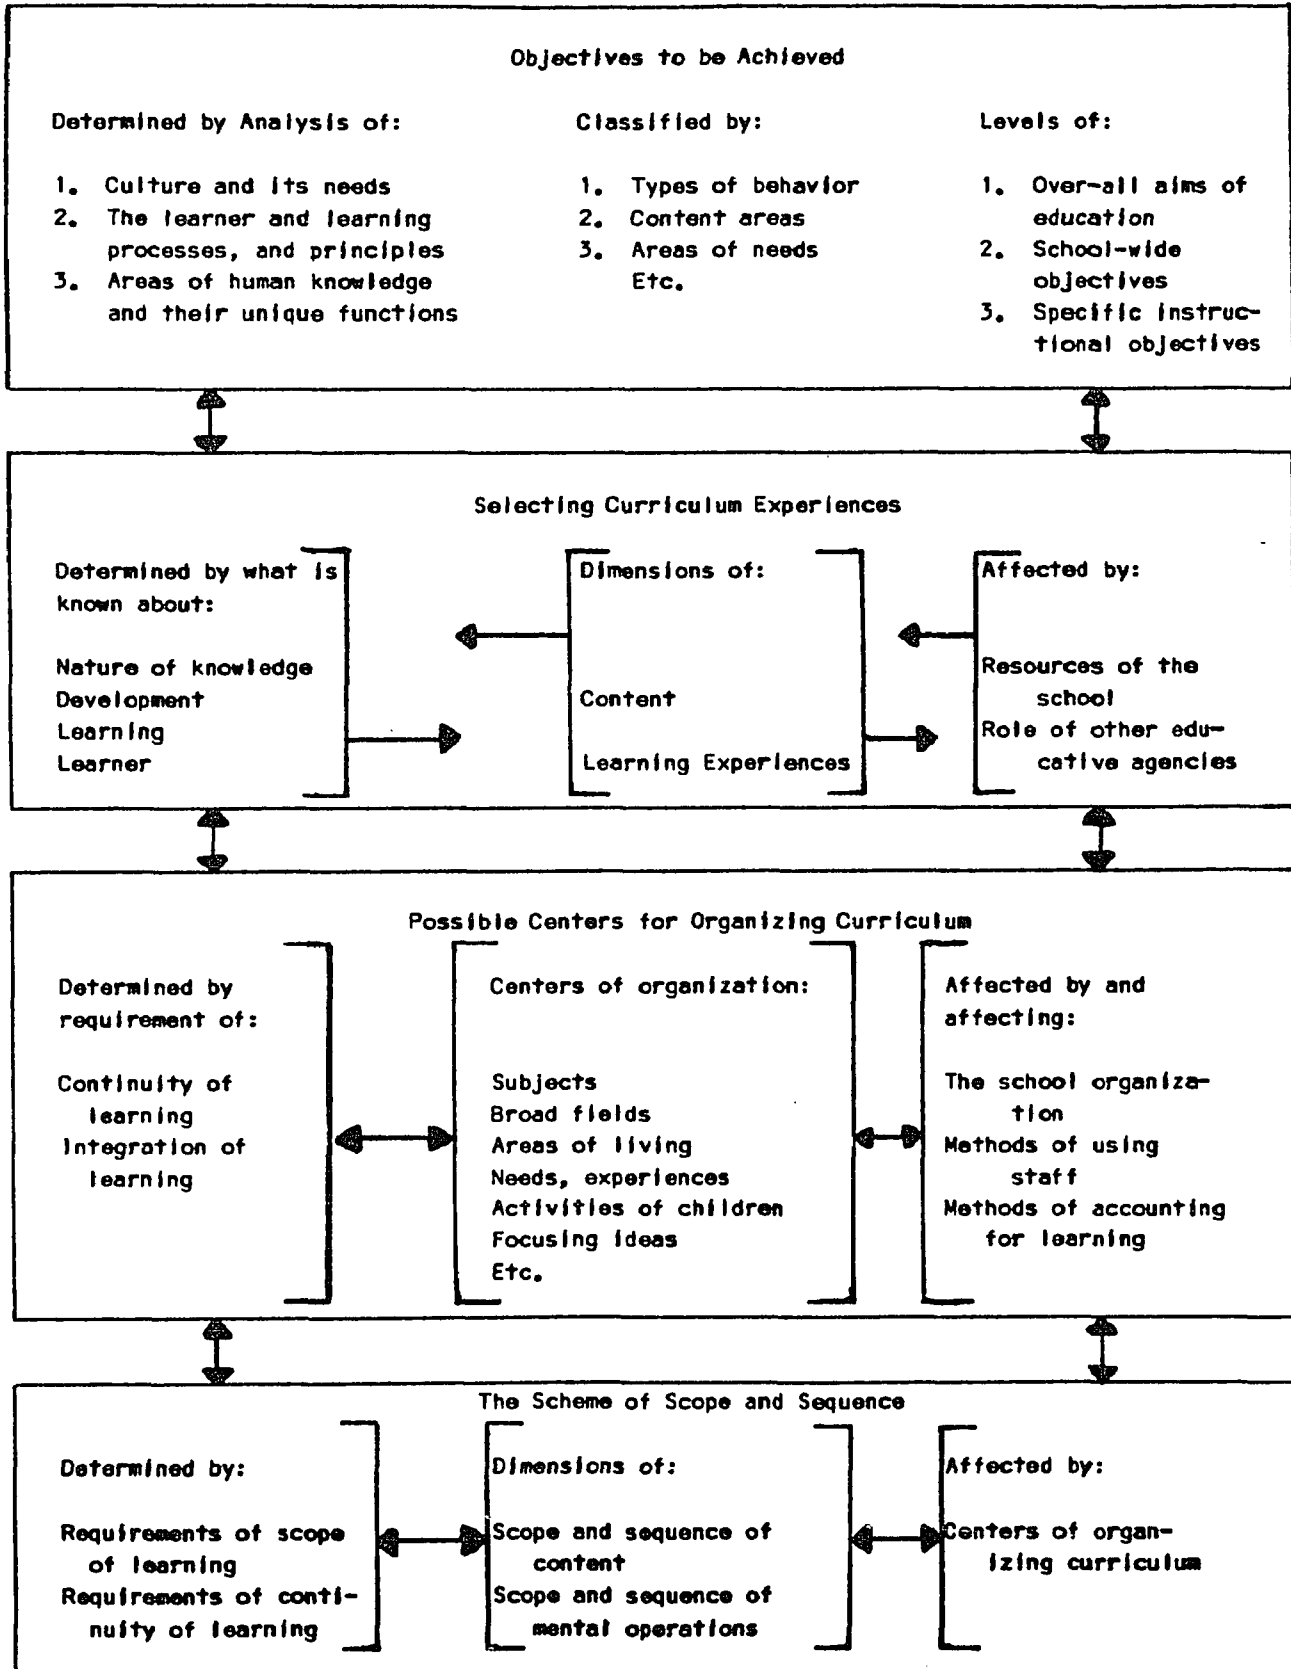 Objectives to be Achieved
Determined by Analysis of:
1. Culture and its needs
2. The learner and learning
processes, and principles
3. Areas of human knowledge
and their unique functions
Classified by:
1. Types of behavior
2. Content areas
3. Areas of needs
Etc.
Levels of:
1. Over-all aims of
education
2. School-wide
objectives
3. Specific instruc-
tional objectives
Selecting Curriculum Experiences
Determined by what is
known about:
Nature of knowledge
Development
Learning
Learner
Dimensions of:
Content
Learning Experiences
Affected by:
Resources of the
school
Role of other edu-
cative agencies
Possible Centers for Organizing Curriculum
Determined by
requirement of:
Continuity of
learning
Integration of
learning
Centers of organization:
Subjects
Broad fields
Areas of living
Needs, experiences
Activities of children
Focusing ideas
Etc.
Affected by and
affecting:
The school organiza-
tion
Methods of using
staff
Methods of accounting
for learning
The Scheme of Scope and Sequence
Determined by:
Requirements of scope
of learning
Requirements of conti-
nuity of learning
Dimensions of:
Scope and sequence of
content
Scope and sequence of
mental operations
Affected by:
Centers of organ-
izing curriculum